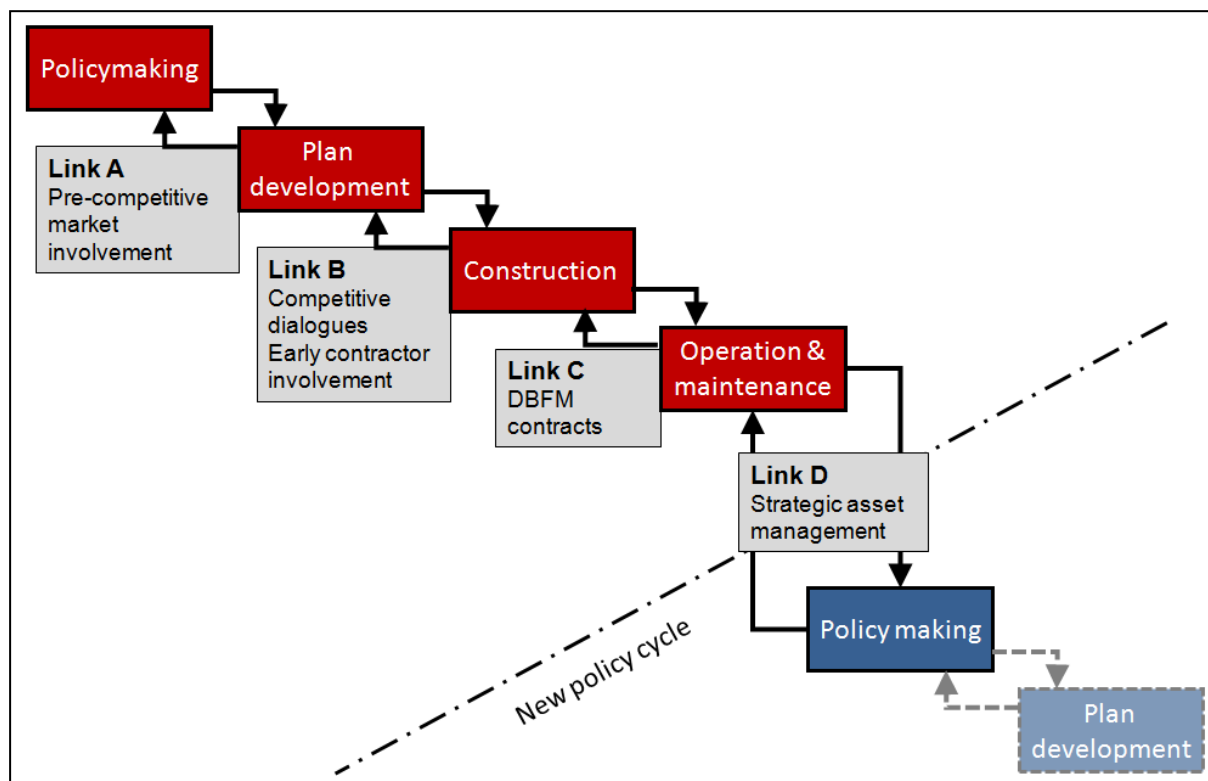 Policymaking
Plan
development
Link A
Pre-competitive
market
involvement
Construction
Link B
Competitive
dialogues
Early contractor
involvement
Operation &
maintenance
Link C
DBFM
contracts
Link D
Strategic asset
management
Policy making
New policy cycle
Plan
development